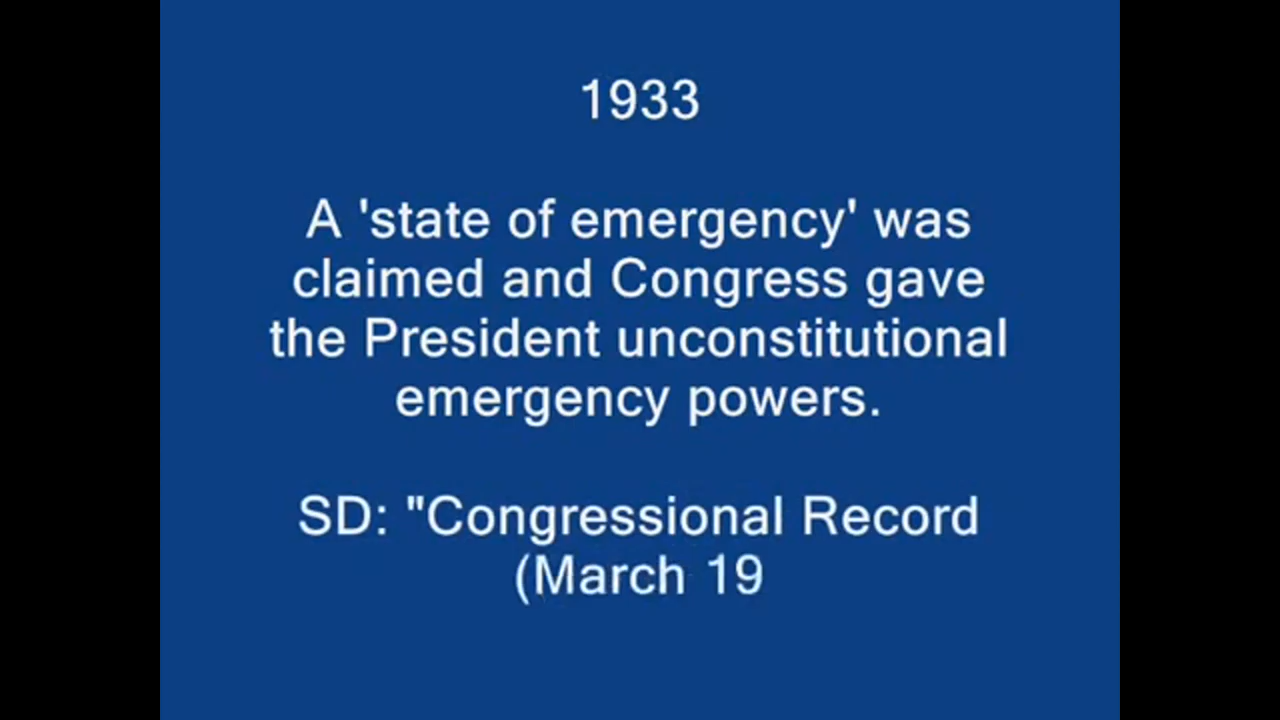 1933
A 'state of emergency' was
claimed and Congress gave
the President unconstitutional
emergency powers.
SD: "Congressional Record
(March 19